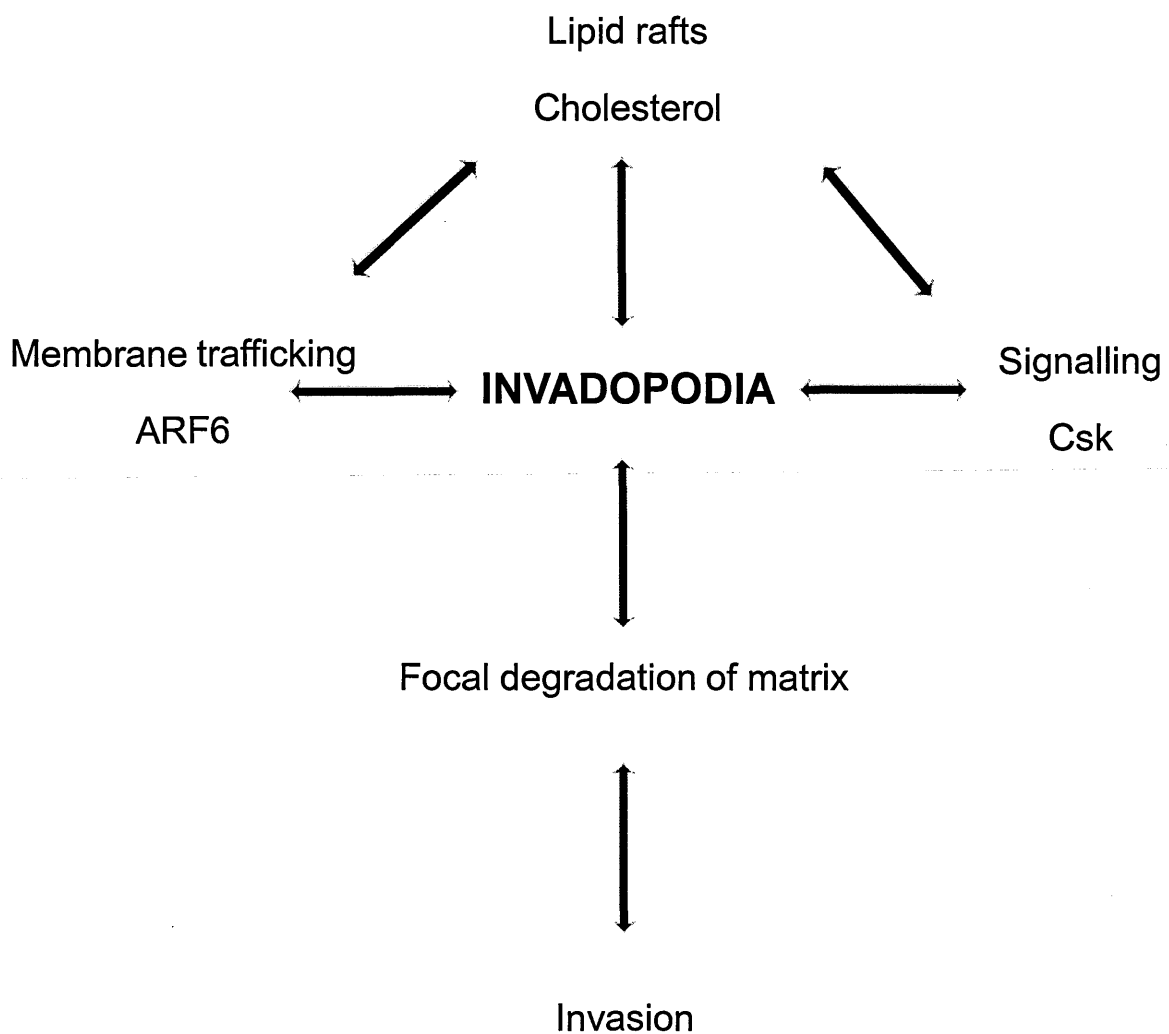 Lipid rafts
Cholesterol
Membrane trafficking
ARF6
INVADOPODIA
Signalling
Csk
Focal degradation of matrix
Invasion